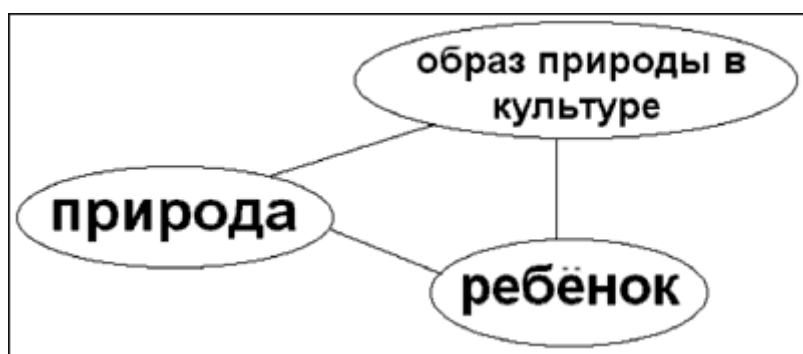 образ природы в
культуре
природа
ребёнок